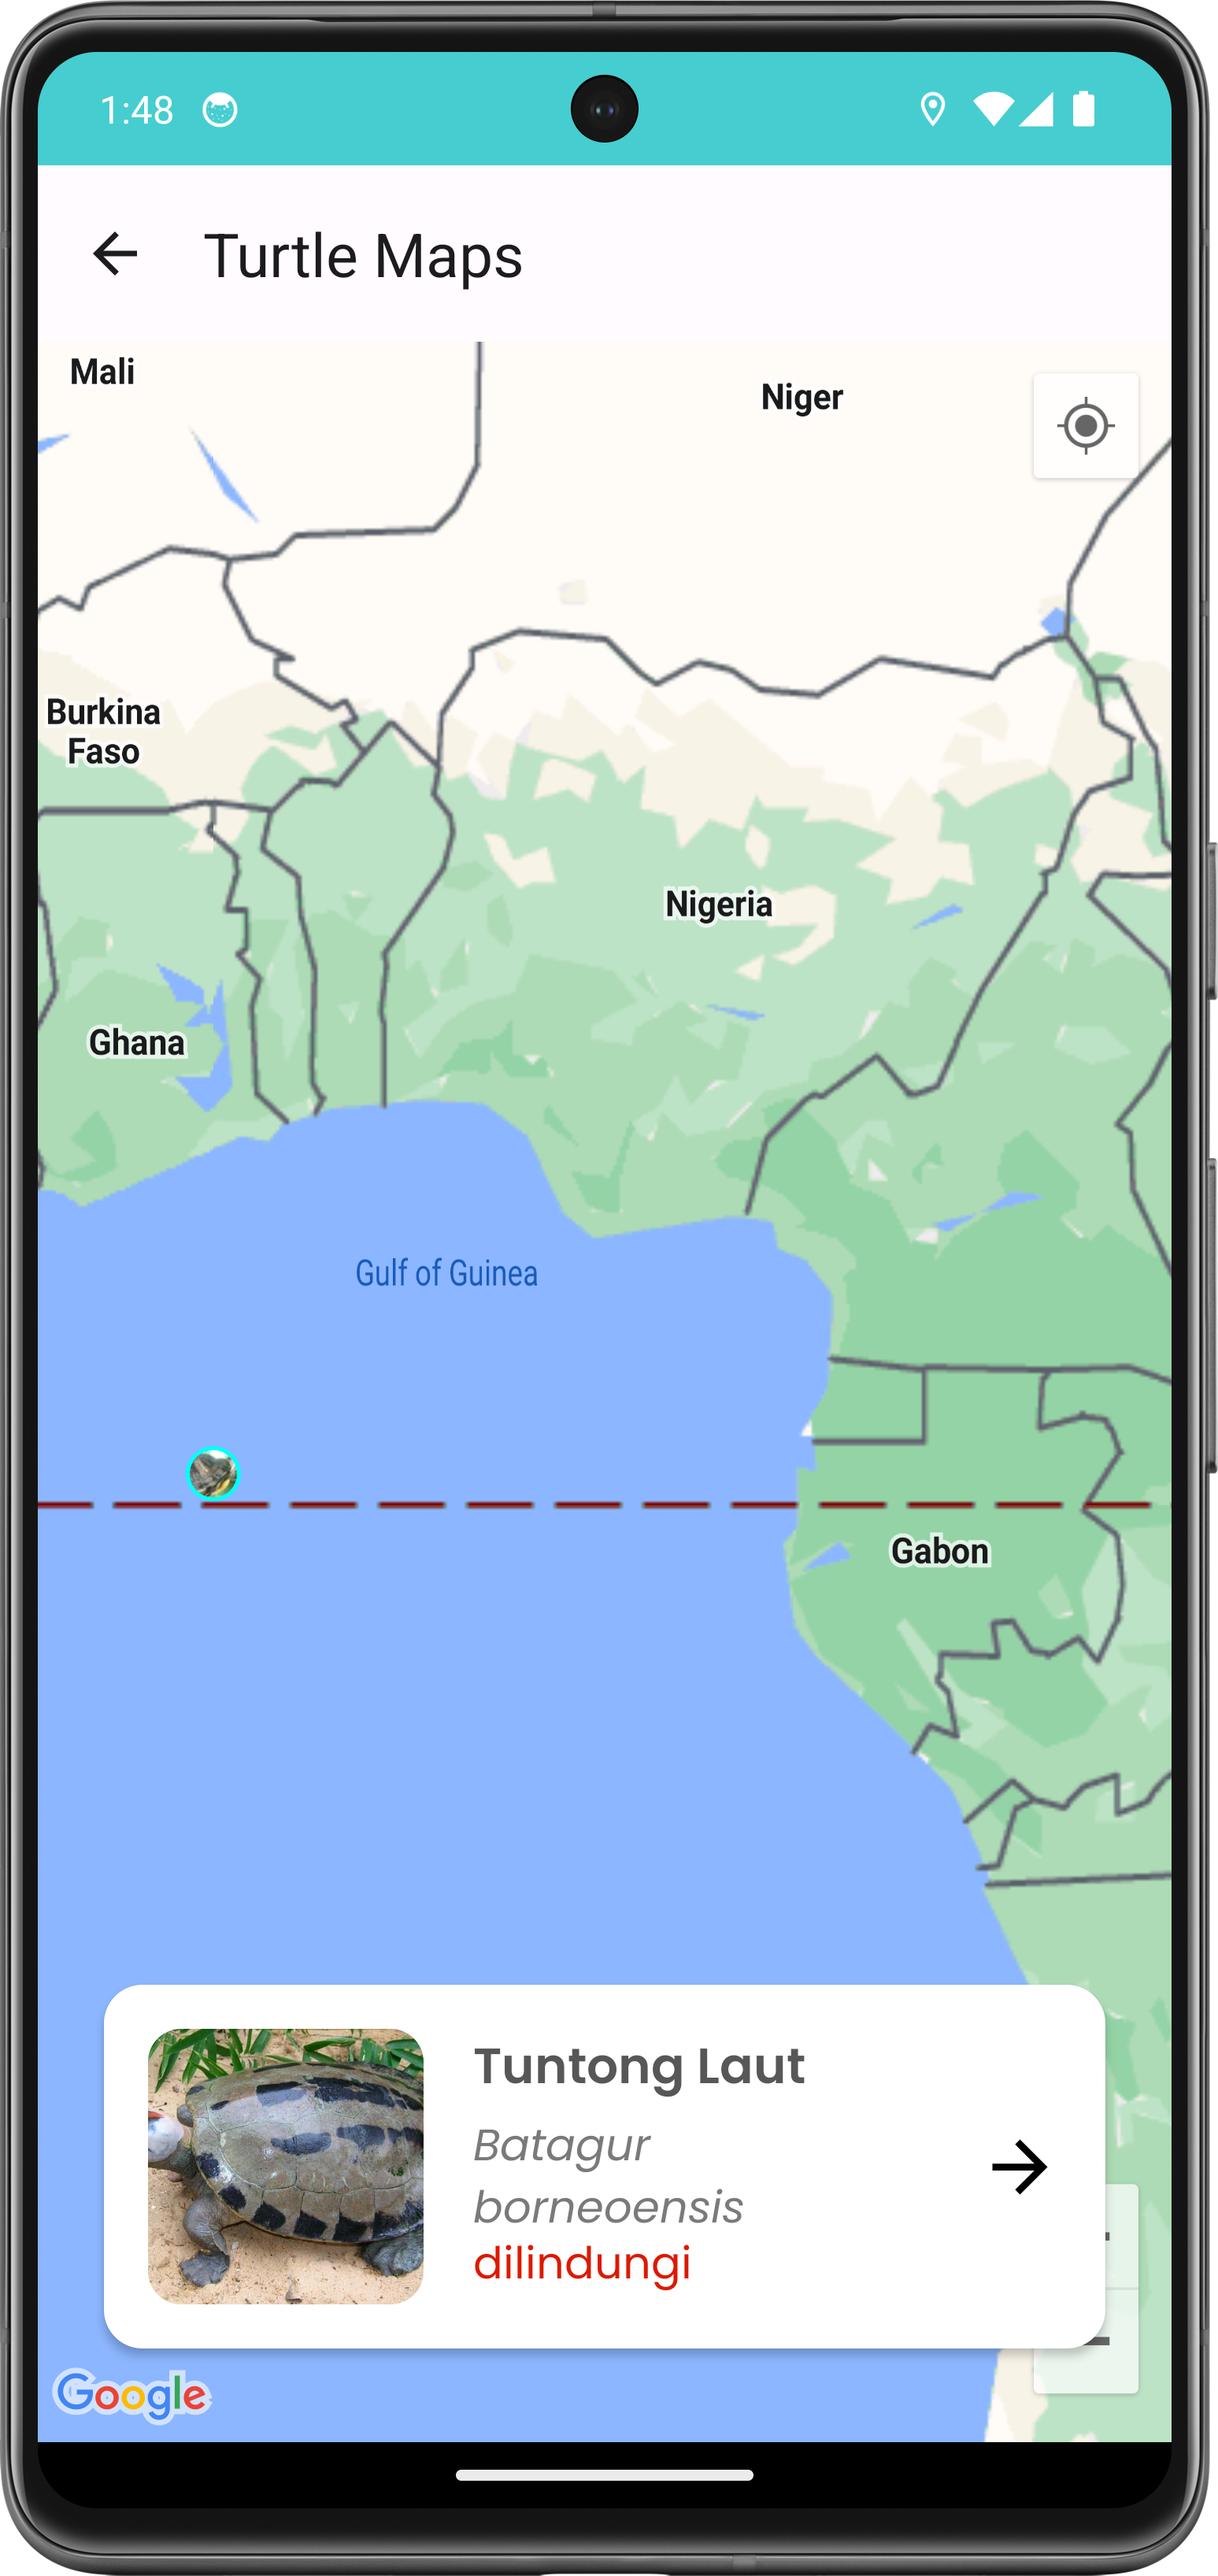 1:48
Turtle Maps
Mali
Niger
Burkina
Faso
Nigeria
Ghana
Gulf of Guinea
Gabon
Tuntong Laut
Batagur
borneoensis
dilindungi
Google